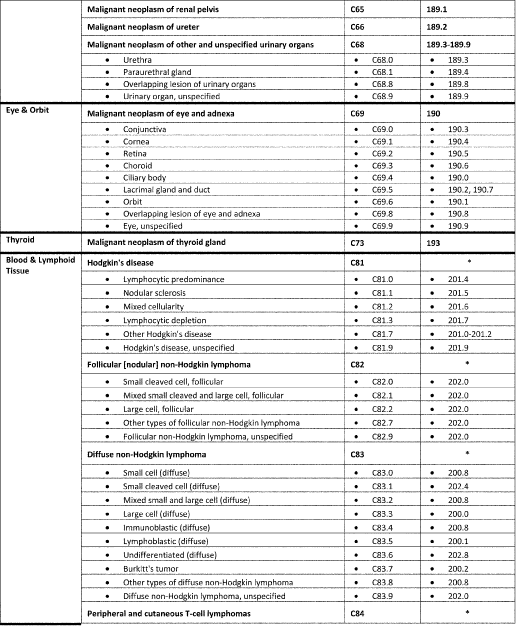 Malignant neoplasm of renal pelvis C65 189.1
Malignant neoplasm of ureter C66 189.2
Malignant neoplasm of other and unspecified urinary organs C68 189.3-189.9
• Urethra • C68.0 • 189.3
• Paraurethral gland • C68.1 • 189.4
• Overlapping lesion of urinary organs • C68.8 • 189.8
• Urinary organ, unspecified • C68.9 • 189.9
Eye & Orbit Malignant neoplasm of eye and adnexa C69 190
• Conjunctiva • C69.0 • 190.3
• Cornea • C69.1 • 190.4
• Retina • C69.2 • 190.5
• Choroid • C69.3 • 190.6
• Ciliary body • C69.4 • 190.0
• Lacrimal gland and duct • C69.5 • 190.2, 190.7
• Orbit • C69.6 • 190.1
• Overlapping lesion of eye and adnexa • C69.8 • 190.8
• Eye, unspecified • C69.9 • 190.9
Thyroid Malignant neoplasm of thyroid gland C73 193
Blood & Lymphoid Hodgkin's disease C81 *
Tissue
• Lymphocytic predominance • C81.0 • 201.4
• Nodular sclerosis • C81.1 • 201.5
• Mixed cellularity • C81.2 • 201.6
• Lymphocytic depletion • C81.3 • 201.7
• Other Hodgkin's disease • C81.7 • 201.0-201.2
• Hodgkin's disease, unspecified • C81.9 • 201.9
Follicular [nodular] non-Hodgkin lymphoma C82 *
• Small cleaved cell, follicular • C82.0 • 202.0
• Mixed small cleaved and large cell, follicular • C82.1 • 202.0
• Large cell, follicular • C82.2 • 202.0
• Other types of follicular non-Hodgkin lymphoma • C82.7 • 202.0
• Follicular non-Hodgkin lymphoma, unspecified • C82.9 • 202.0
Diffuse non-Hodgkin lymphoma C83 *
• Small cell (diffuse) • C83.0 • 200.8
• Small cleaved cell (diffuse) • C83.1 • 202.4
• Mixed small and large cell (diffuse) • C83.2 • 200.8
• Large cell (diffuse) • C83.3 • 200.0
• Immunoblastic (diffuse) • C83.4 • 200.8
• Lymphoblastic (diffuse) • C83.5 • 200.1
• Undifferentiated (diffuse) • C83.6 • 202.8
• Burkitt's tumor • C83.7 • 200.2
• Other types of diffuse non-Hodgkin lymphoma • C83.8 • 200.8
• Diffuse non-Hodgkin lymphoma, unspecified • C83.9 • 202.0
Peripheral and cutaneous T-cell lymphomas C84 *